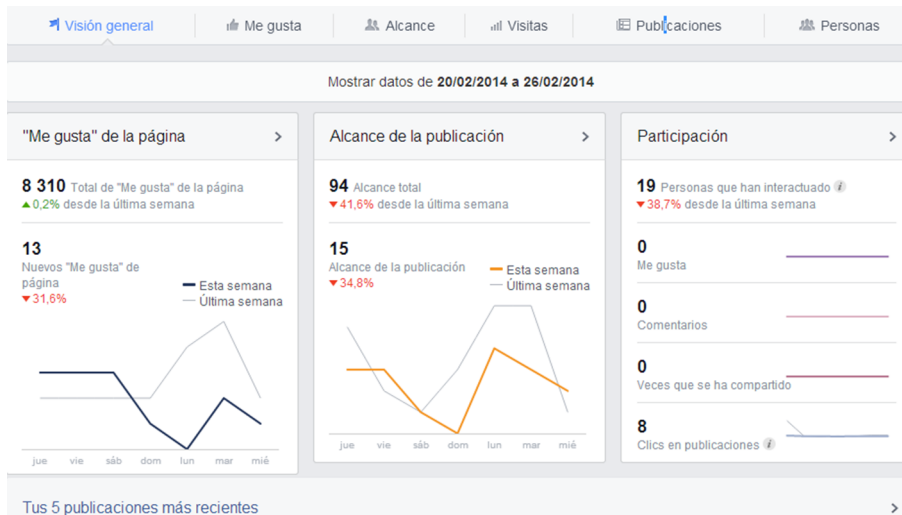 Visión general
Me gusta
Alcance
Visitas
Publicaciones
Personas
Mostrar datos de 20/02/2014 a 26/02/2014
"Me gusta" de la página
8 310 Total de "Me gusta" de la página
0,2% desde la última semana
13
Nuevos "Me gusta" de
página
31,6%
Esta semana
Última semana
jue vie sáb dom lun mar mié
Alcance de la publicación
94 Alcance total
41,6% desde la última semana
15
Alcance de la publicación
34,8%
Esta semana
Última semana
jue vie sáb dom lun mar mié
Participación
19 Personas que han interactuado i
38,7% desde la última semana
0
Me gusta
0
Comentarios
0
Veces que se ha compartido
8
Clics en publicaciones i
Tus 5 publicaciones más recientes